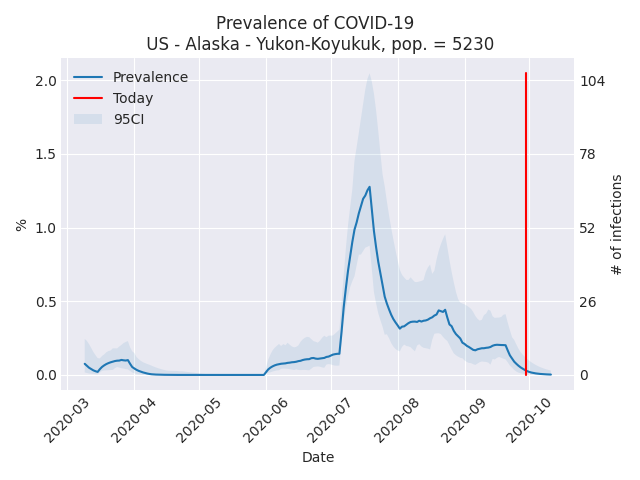 Prevalence of COVID-19
US - Alaska - Yukon-Koyukuk, pop. = 5230
Prevalence
Today
95CI
2.0
1.5
1.0
0.5
0.0
%
104
78
52
26
0
# of infections
2020-03
2020-04
2020-05
2020-06
2020-07
2020-08
2020-09
2020-10
Date